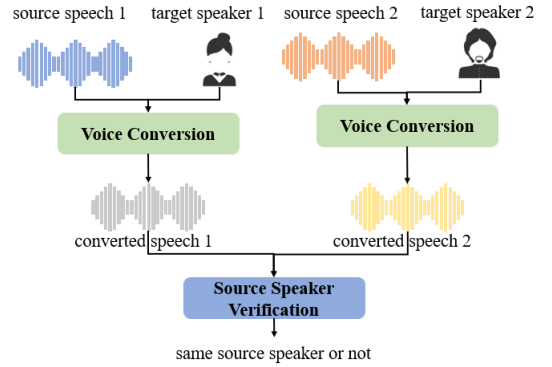 source speech 1
target speaker 1
source speech 2
target speaker 2
Voice Conversion
Voice Conversion
converted speech 1
converted speech 2
Source Speaker
Verification
same source speaker or not